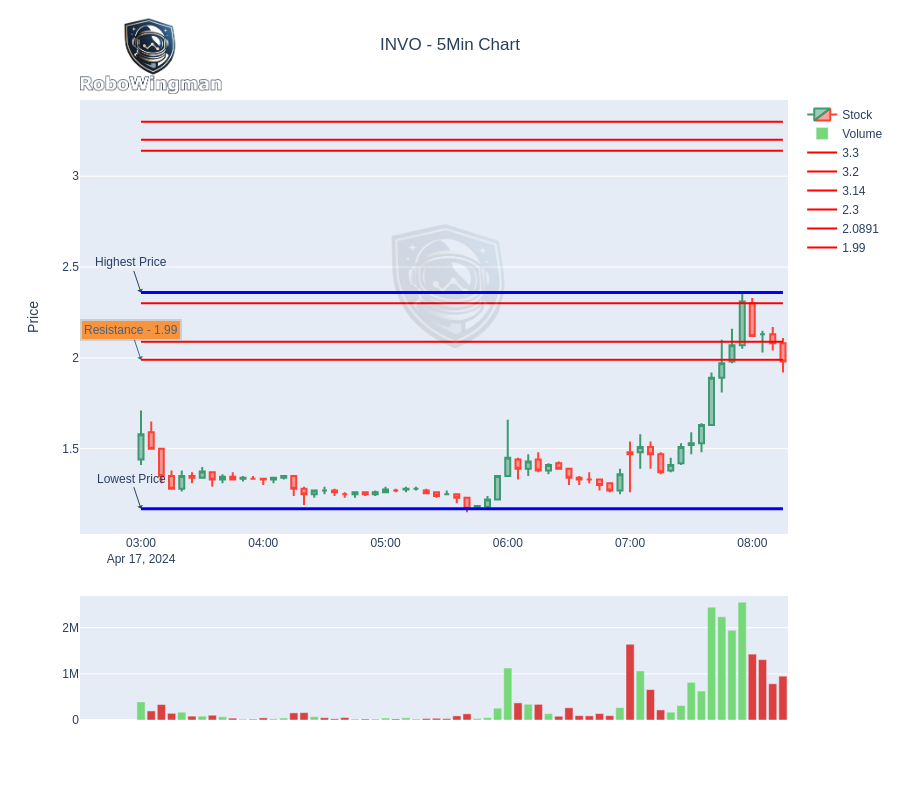 RoboWingman
INVO - 5Min Chart
Stock
Volume
3.3
3.2
3.14
2.3
2.0891
1.99
Price
3
2.5
2
1.5
Highest Price
Resistance - 1.99
Lowest Price
03:00
04:00
05:00
06:00
07:00
08:00
Apr 17, 2024
2M
1M
0